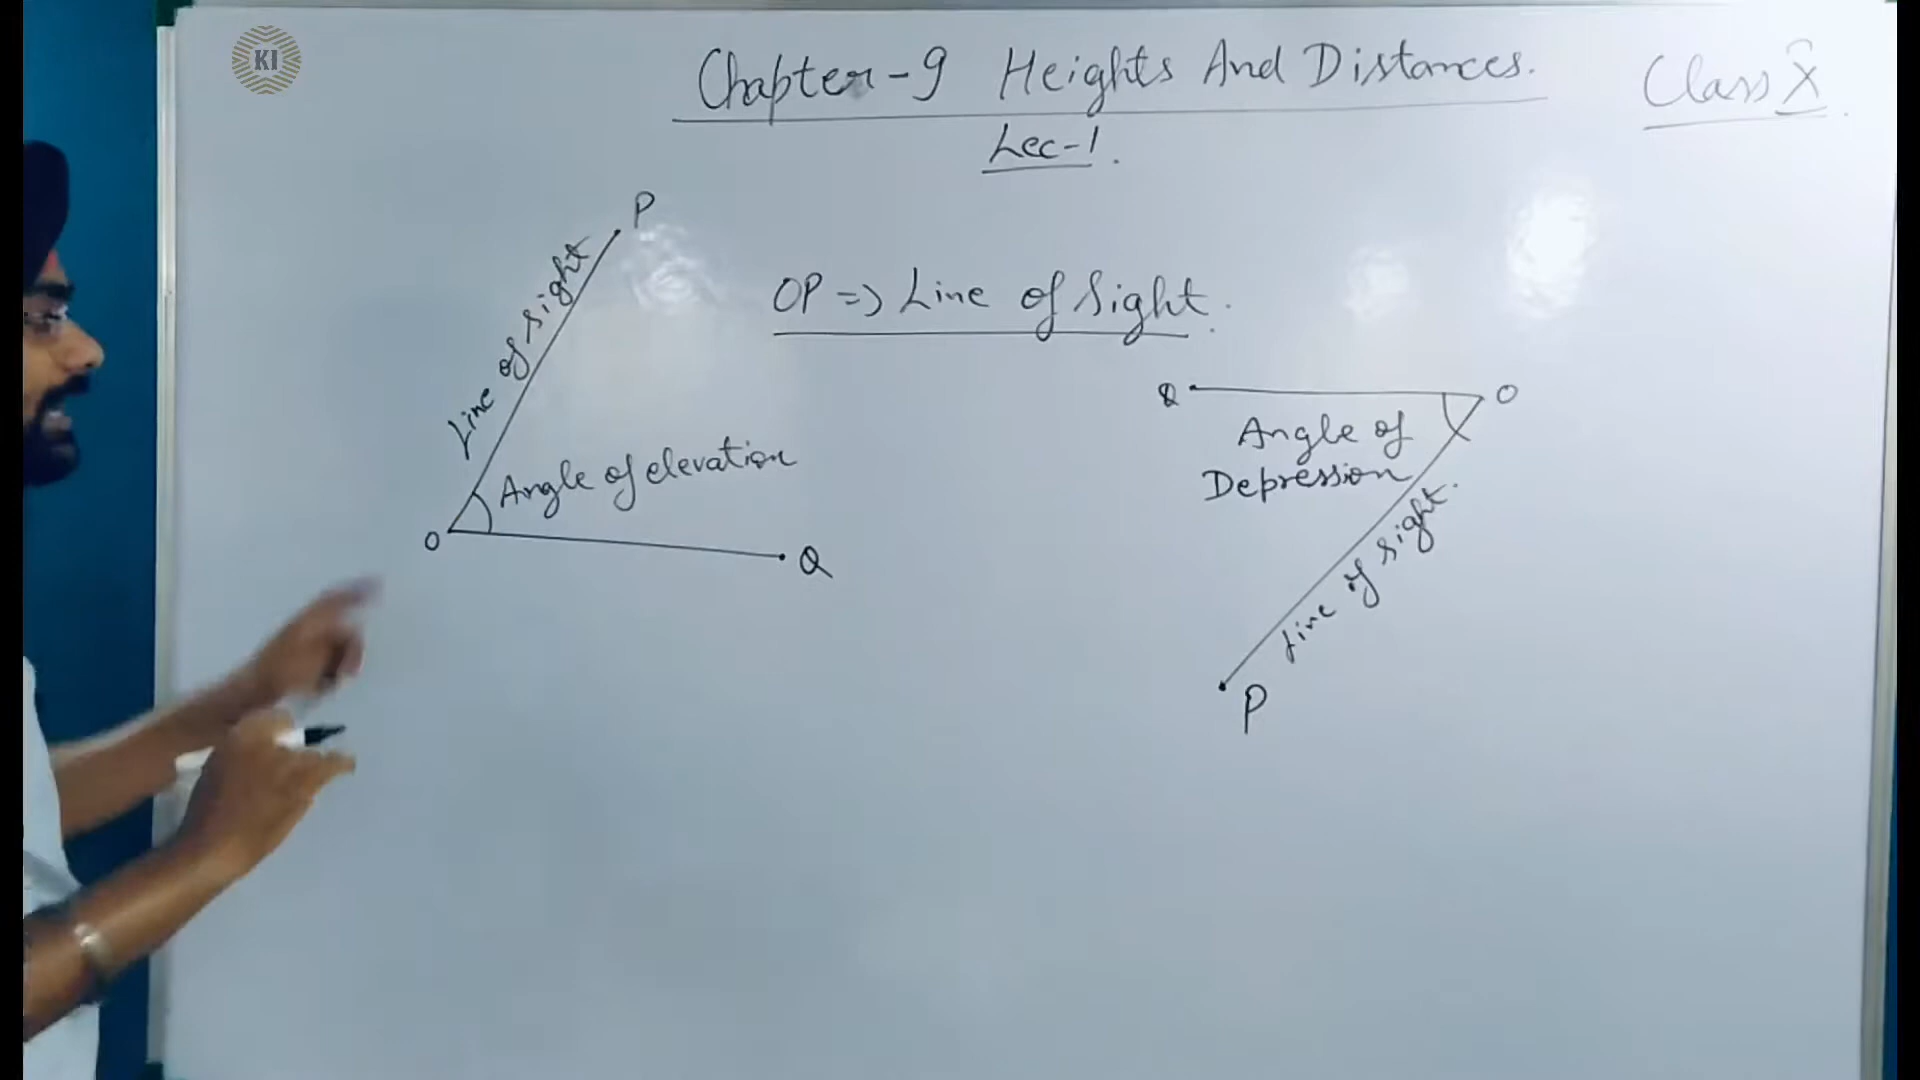 KI
Chapter-9 Heights And Distances.
Class X
Lec-1.
P
Line of sight
OP => Line of Sight.
Angle of elevation
O
Q
Q
O
Angle of
Depression
Line of sight.
P